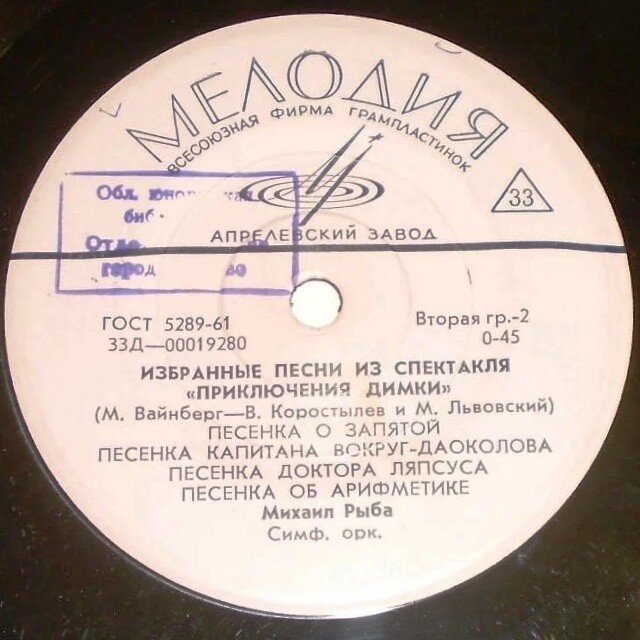 МЕЛОДИЯ
ВСЕСОЮЗНАЯ ФИРМА ГРАМПЛАСТИНОК
33
Обл.
биб.
АПРЕЛЕВСКИЙ ЗАВОД
город
ГОСТ 5289-61
33Д—00019280
Вторая гр.-2
0-45
ИЗБРАННЫЕ ПЕСНИ ИЗ СПЕКТАКЛЯ
«ПРИКЛЮЧЕНИЯ ДИМКИ»
(М. Вайнберг—В. Коростылев и М. Львовский)
ПЕСЕНКА О ЗАПЯТОЙ
ПЕСЕНКА КАПИТАНА ВОКРУГ-ДАОКОЛОВА
ПЕСЕНКА ДОКТОРА ЛЯПСУСА
ПЕСЕНКА ОБ АРИФМЕТИКЕ
Михаил Рыба
Симф. орк.